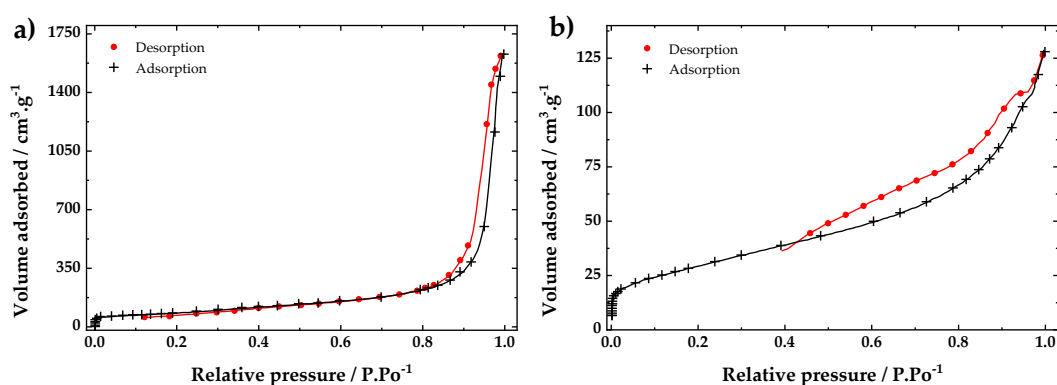 a)
1750
1400
1050
700
350
0
Volume adsorbed / cm³.g⁻¹
Desorption
Adsorption
0.0 0.2 0.4 0.6 0.8 1.0
Relative pressure / P.Po⁻¹
b)
125
100
75
50
25
0
Volume adsorbed / cm³.g⁻¹
Desorption
Adsorption
0.0 0.2 0.4 0.6 0.8 1.0
Relative pressure / P.Po⁻¹